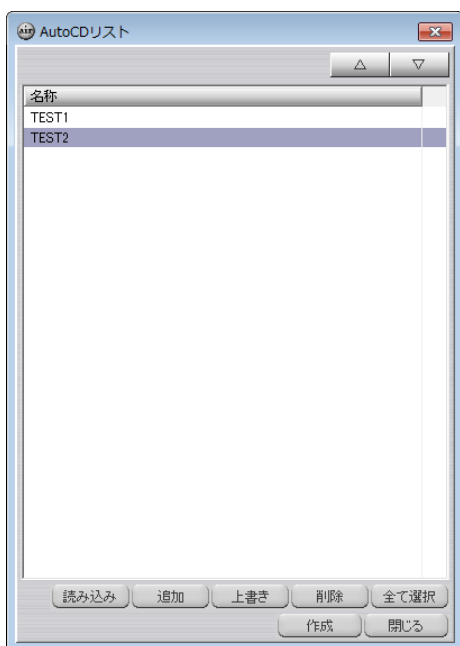 AutoCDリスト
△ ▽
名称
TEST1
TEST2
読み込み 追加 上書き 削除 全て選択
作成 閉じる